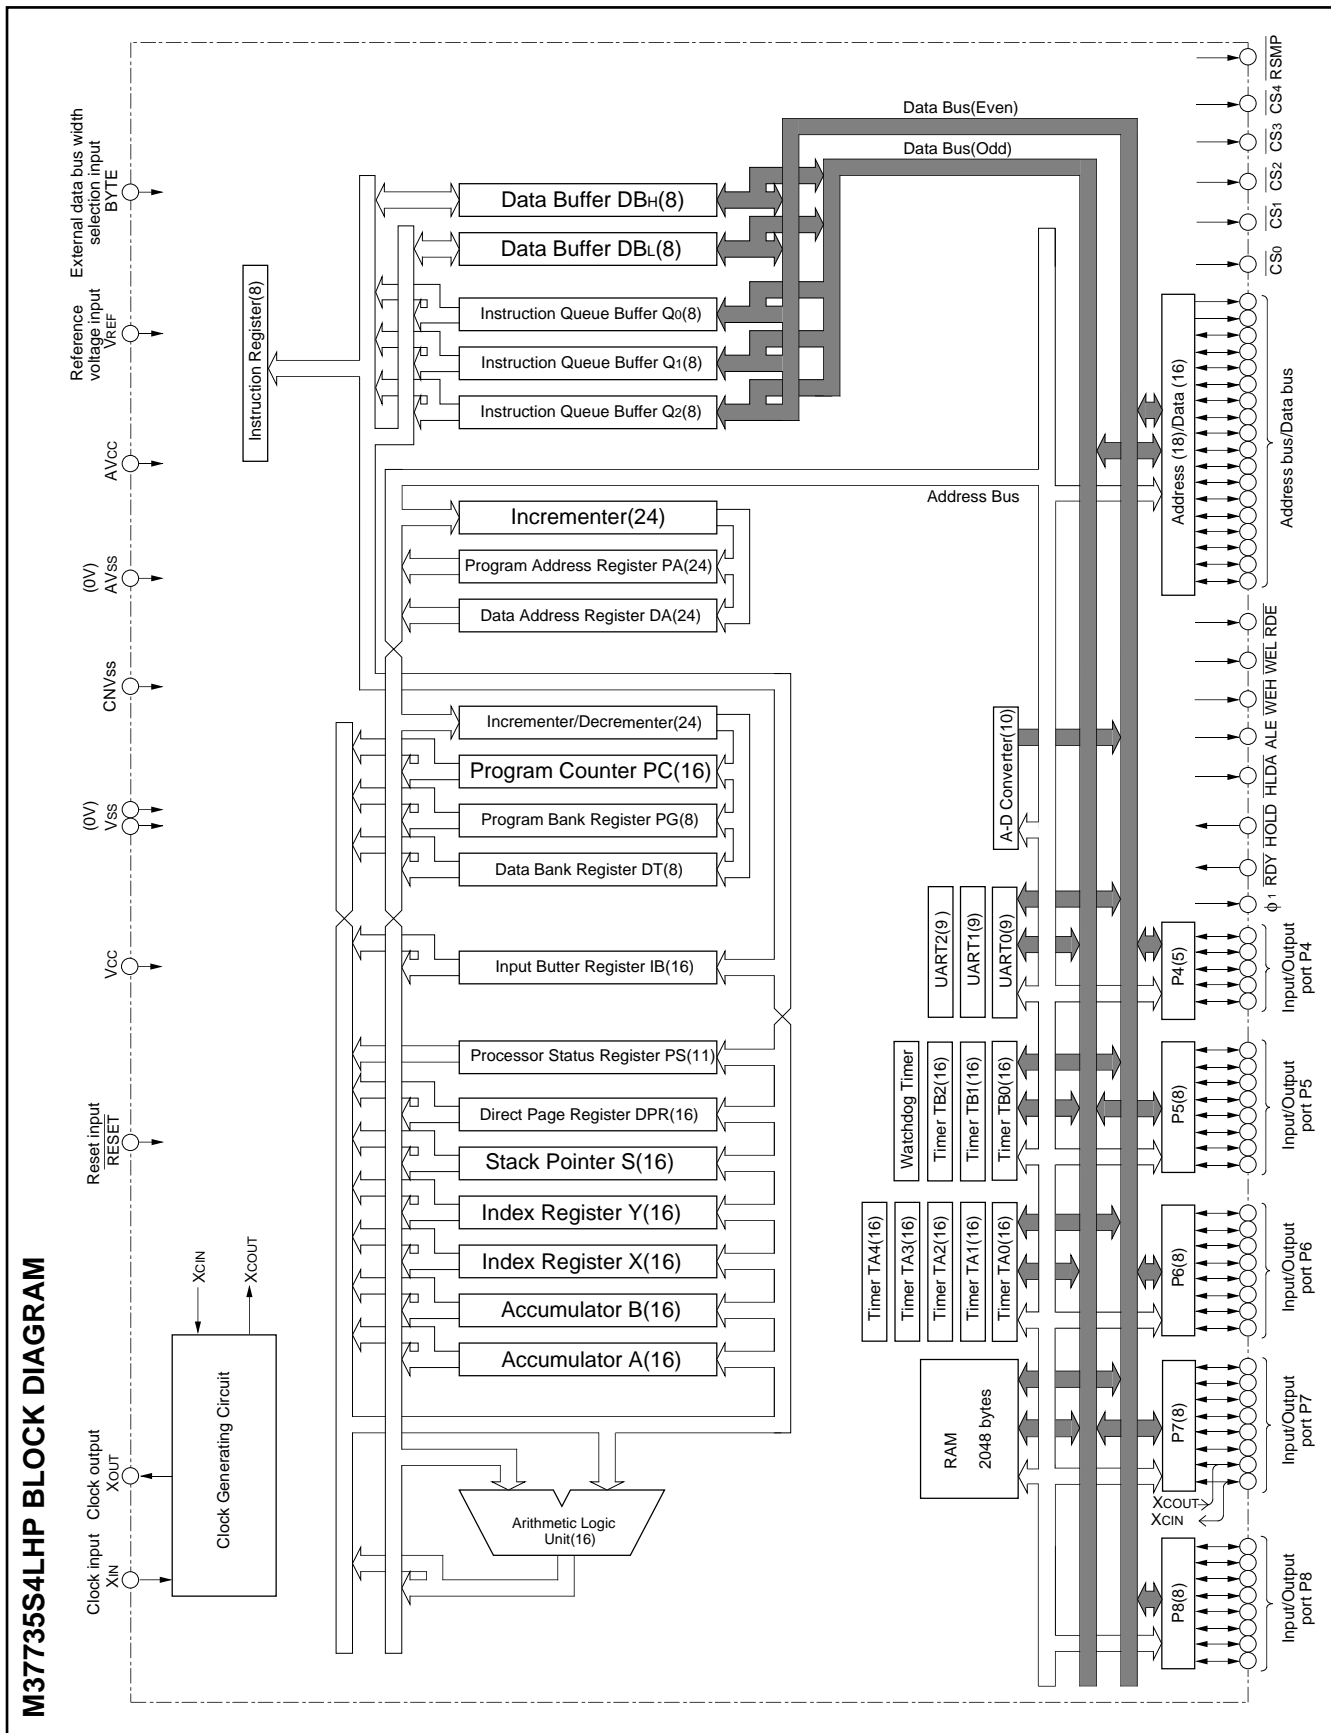 M37735S4LHP BLOCK DIAGRAM
Clock input
XIN
Clock output
XOUT
Reset input
RESET
VCC
(0V)
VSS
CNVSS
(0V)
AVSS
AVCC
Reference
voltage input
VREF
External data bus width
selection input
BYTE
Clock Generating Circuit
XCIN
XCOUT
Instruction Register(8)
Data Bus(Even)
Data Bus(Odd)
Data Buffer DBH(8)
Data Buffer DBL(8)
Instruction Queue Buffer Q0(8)
Instruction Queue Buffer Q1(8)
Instruction Queue Buffer Q2(8)
Address Bus
Incrementer(24)
Program Address Register PA(24)
Data Address Register DA(24)
Incrementer/Decrementer(24)
Program Counter PC(16)
Program Bank Register PG(8)
Data Bank Register DT(8)
Input Butter Register IB(16)
Processor Status Register PS(11)
Direct Page Register DPR(16)
Stack Pointer S(16)
Index Register Y(16)
Index Register X(16)
Accumulator B(16)
Accumulator A(16)
Arithmetic Logic
Unit(16)
A-D Converter(10)
UART2(9)
UART1(9)
UART0(9)
Watchdog Timer
Timer TB2(16)
Timer TB1(16)
Timer TB0(16)
Timer TA4(16)
Timer TA3(16)
Timer TA2(16)
Timer TA1(16)
Timer TA0(16)
RAM
2048 bytes
Address (18)/Data (16)
P4(5)
P5(8)
P6(8)
P7(8)
P8(8)
XCOUT
XCIN
RSMP
CS4
CS3
CS2
CS1
CS0
Address bus/Data bus
RDE
WEL
WEH
ALE
HLDA
HOLD
RDY
ϕ1
Input/Output
port P4
Input/Output
port P5
Input/Output
port P6
Input/Output
port P7
Input/Output
port P8